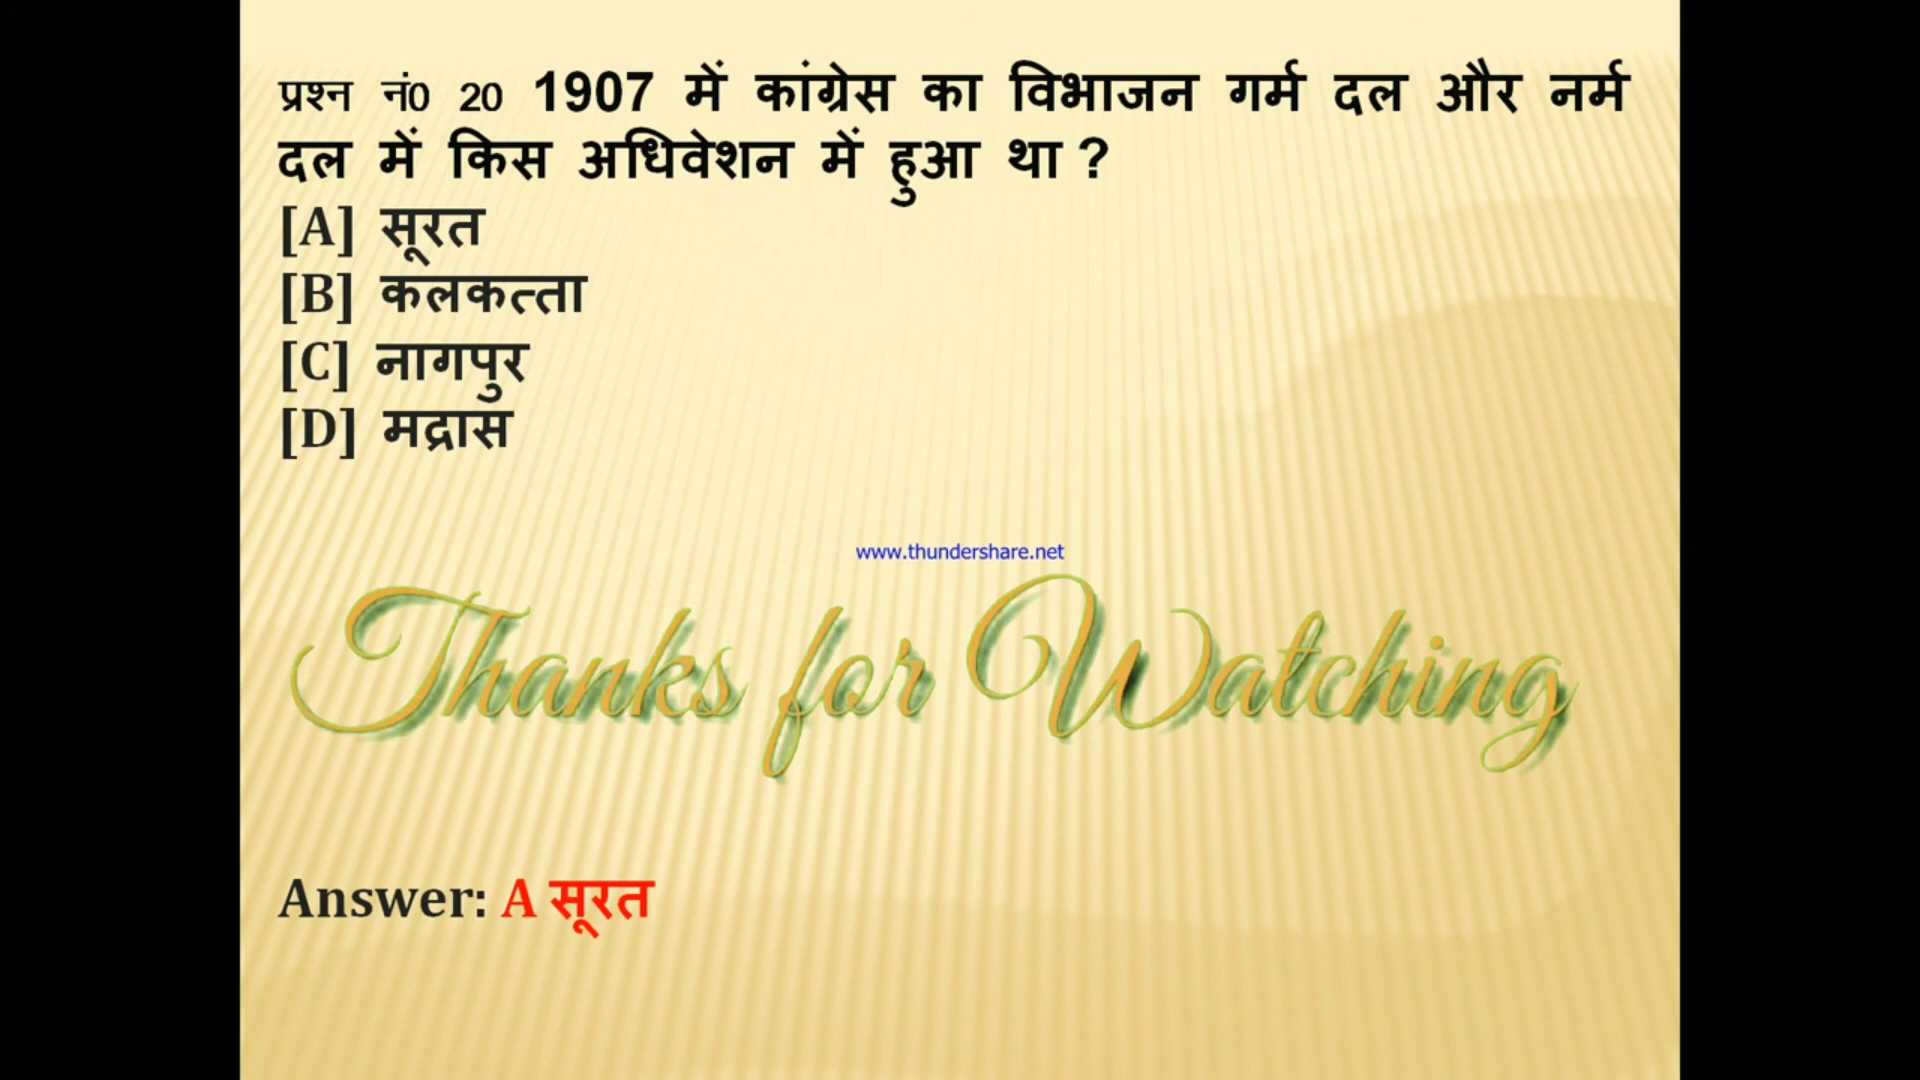 प्रश्न नं0 20 1907 में कांग्रेस का विभाजन गर्म दल और नर्म
दल में किस अधिवेशन में हुआ था ?
[A] सूरत
[B] कलकत्ता
[C] नागपुर
[D] मद्रास
www.thundershare.net
Thanks for Watching
Answer: A सूरत